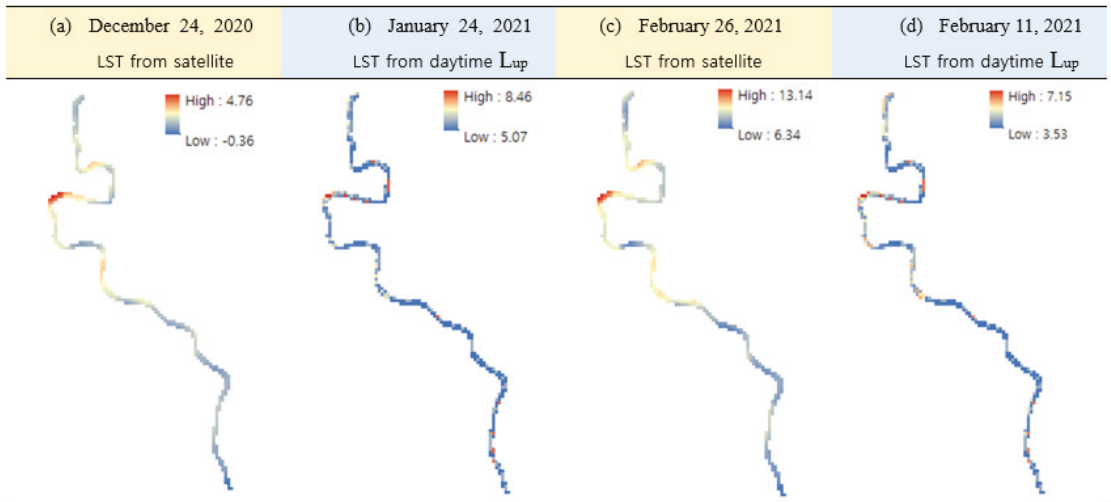 (a) December 24, 2020
LST from satellite
(b) January 24, 2021
LST from daytime Lup
(c) February 26, 2021
LST from satellite
(d) February 11, 2021
LST from daytime Lup
High : 4.76
Low : -0.36
High : 8.46
Low : 5.07
High : 13.14
Low : 6.34
High : 7.15
Low : 3.53